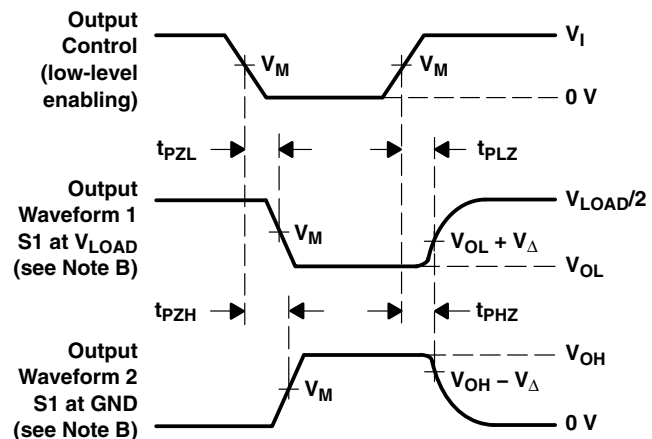 Output
Control
(low-level
enabling)
V_I
V_M
V_M
0 V
t_PZL
t_PLZ
Output
Waveform 1
S1 at V_LOAD
(see Note B)
V_LOAD/2
V_M
V_OL + V_Δ
V_OL
t_PZH
t_PHZ
Output
Waveform 2
S1 at GND
(see Note B)
V_OH
V_M
V_OH − V_Δ
0 V